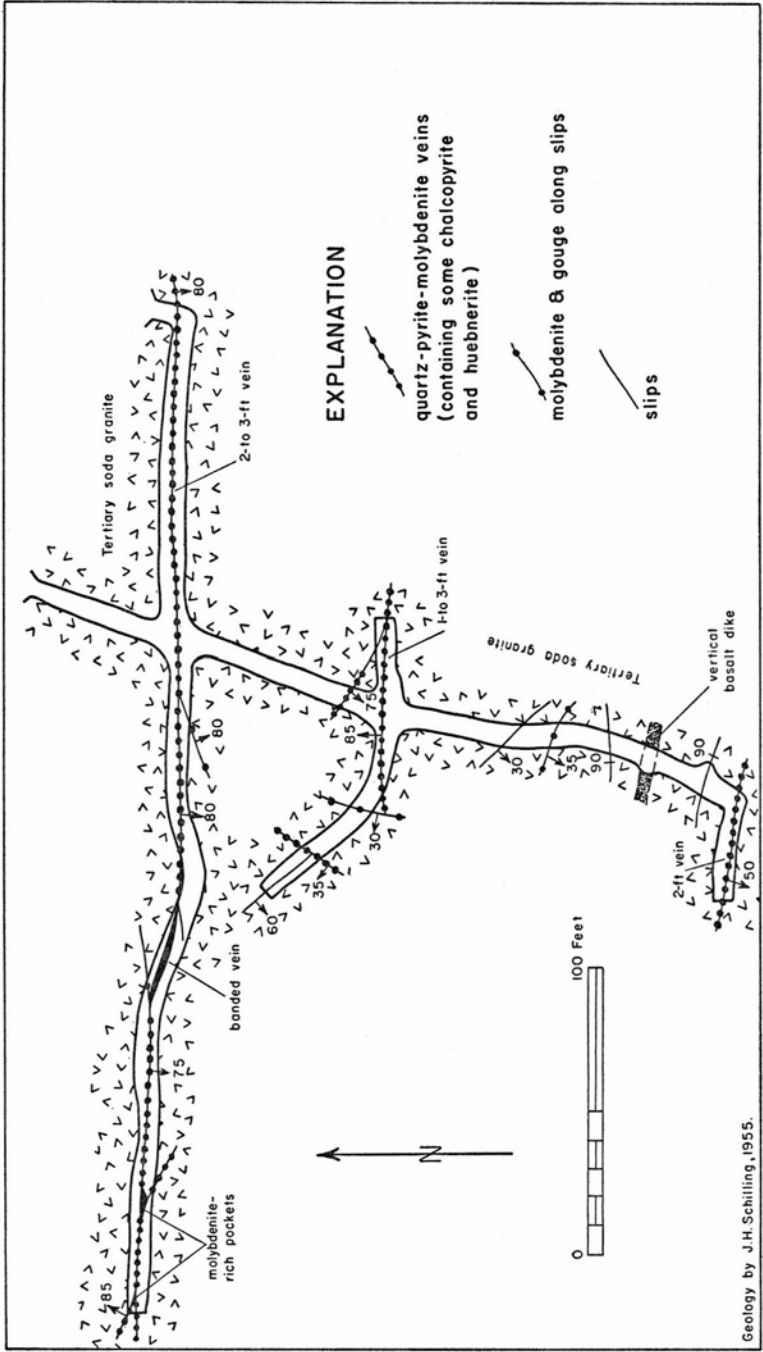 Tertiary soda granite
80
2-to 3-ft vein
80
80
banded vein
75
molybdenite-
rich pockets
85
75
85
1-to 3-ft vein
30
35
60
Tertiary soda granite
30
35
90
vertical
basalt dike
90
2-ft vein
50
EXPLANATION
quartz-pyrite-molybdenite veins
(containing some chalcopyrite
and huebnerite)
molybdenite & gouge along slips
slips
N
0
100 Feet
Geology by J.H. Schilling, 1955.